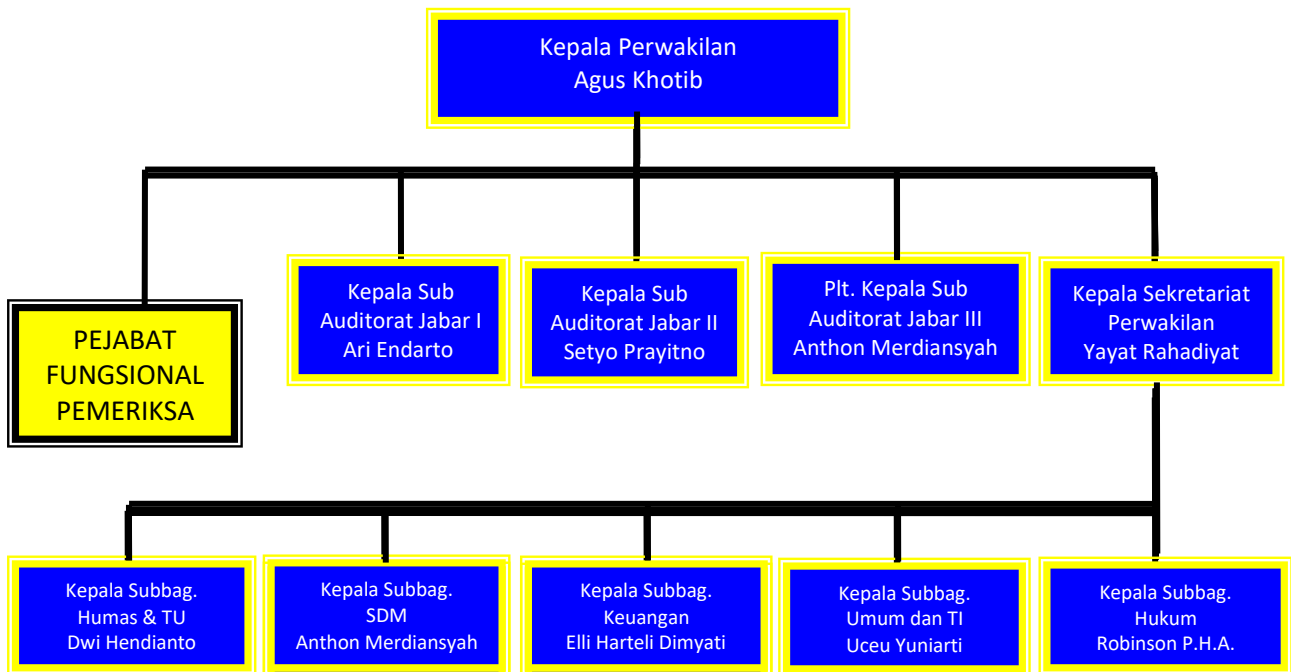 Kepala Perwakilan
Agus Khotib
PEJABAT
FUNGSIONAL
PEMERIKSA
Kepala Sub
Auditorat Jabar I
Ari Endarto
Kepala Sub
Auditorat Jabar II
Setyo Prayitno
Plt. Kepala Sub
Auditorat Jabar III
Anthon Merdiansyah
Kepala Sekretariat
Perwakilan
Yayat Rahadiyat
Kepala Subbag.
Humas & TU
Dwi Hendianto
Kepala Subbag.
SDM
Anthon Merdiansyah
Kepala Subbag.
Keuangan
Elli Harteli Dimyati
Kepala Subbag.
Umum dan TI
Uceu Yuniarti
Kepala Subbag.
Hukum
Robinson P.H.A.